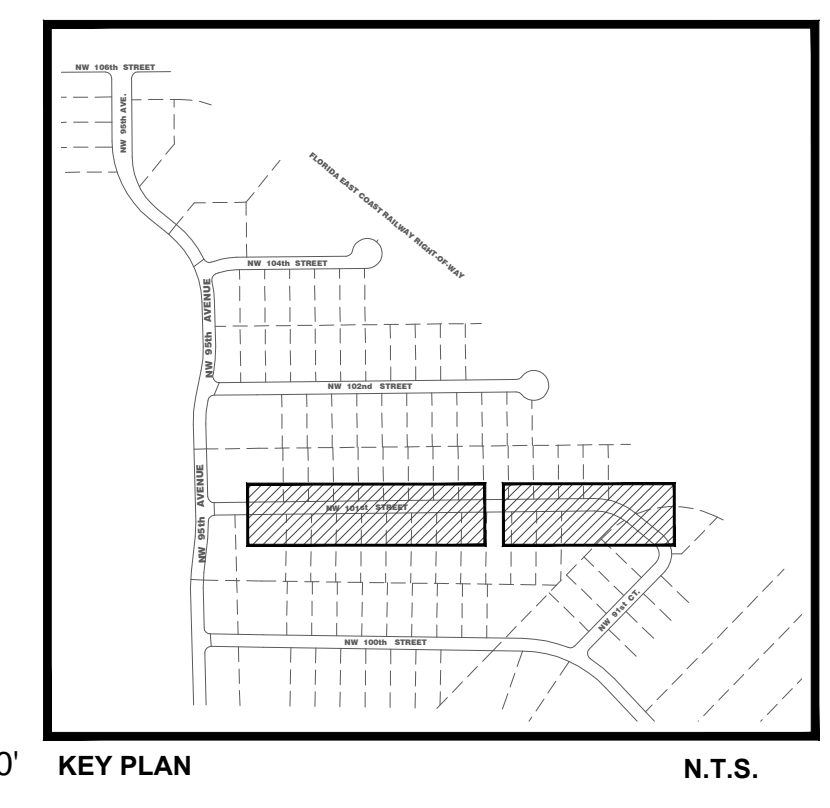 NW 106th STREET
NW 95th AVE.
FLORIDA EAST COAST RAILWAY RIGHT-OF-WAY
NW 104th STREET
NW 95th AVENUE
NW 102nd STREET
NW 95th AVENUE
NW 101st STREET
NW 91st CT.
NW 100th STREET
0' KEY PLAN N.T.S.